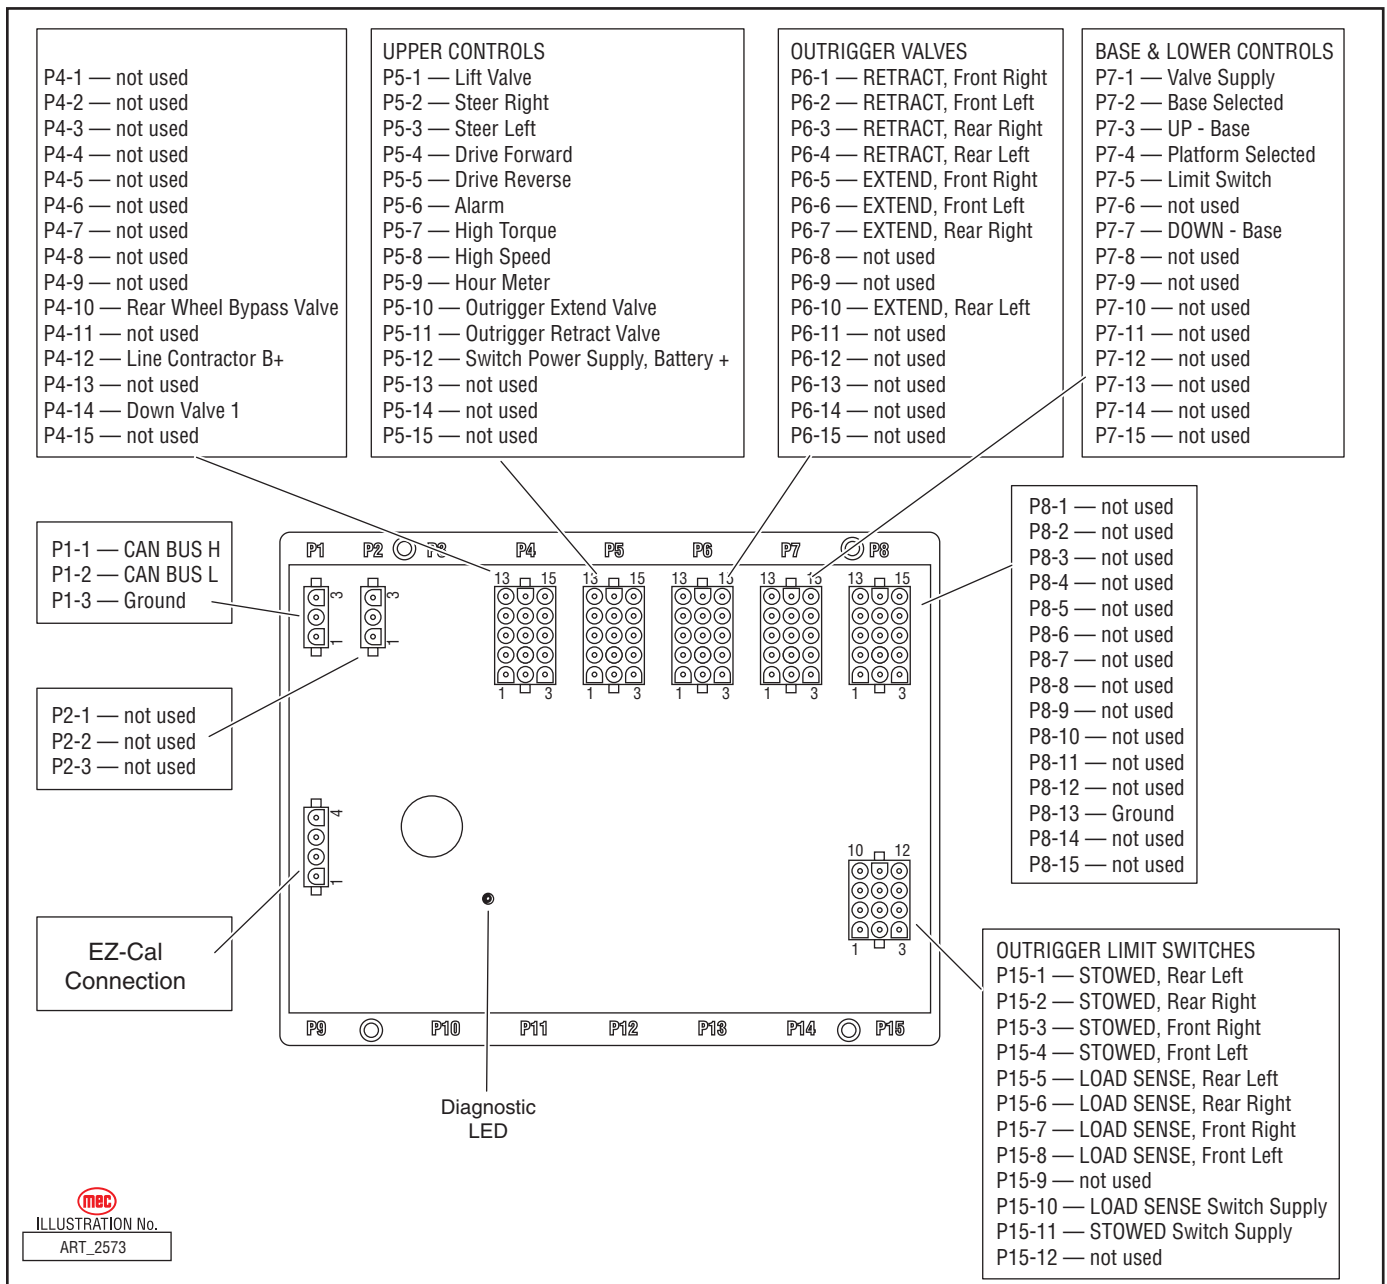 P4-1 — not used
P4-2 — not used
P4-3 — not used
P4-4 — not used
P4-5 — not used
P4-6 — not used
P4-7 — not used
P4-8 — not used
P4-9 — not used
P4-10 — Rear Wheel Bypass Valve
P4-11 — not used
P4-12 — Line Contractor B+
P4-13 — not used
P4-14 — Down Valve 1
P4-15 — not used
UPPER CONTROLS
P5-1 — Lift Valve
P5-2 — Steer Right
P5-3 — Steer Left
P5-4 — Drive Forward
P5-5 — Drive Reverse
P5-6 — Alarm
P5-7 — High Torque
P5-8 — High Speed
P5-9 — Hour Meter
P5-10 — Outrigger Extend Valve
P5-11 — Outrigger Retract Valve
P5-12 — Switch Power Supply, Battery +
P5-13 — not used
P5-14 — not used
P5-15 — not used
OUTRIGGER VALVES
P6-1 — RETRACT, Front Right
P6-2 — RETRACT, Front Left
P6-3 — RETRACT, Rear Right
P6-4 — RETRACT, Rear Left
P6-5 — EXTEND, Front Right
P6-6 — EXTEND, Front Left
P6-7 — EXTEND, Rear Right
P6-8 — not used
P6-9 — not used
P6-10 — EXTEND, Rear Left
P6-11 — not used
P6-12 — not used
P6-13 — not used
P6-14 — not used
P6-15 — not used
BASE & LOWER CONTROLS
P7-1 — Valve Supply
P7-2 — Base Selected
P7-3 — UP - Base
P7-4 — Platform Selected
P7-5 — Limit Switch
P7-6 — not used
P7-7 — DOWN - Base
P7-8 — not used
P7-9 — not used
P7-10 — not used
P7-11 — not used
P7-12 — not used
P7-13 — not used
P7-14 — not used
P7-15 — not used
P1-1 — CAN BUS H
P1-2 — CAN BUS L
P1-3 — Ground
P2-1 — not used
P2-2 — not used
P2-3 — not used
EZ-Cal
Connection
P1 P2 P3 P4 P5 P6 P7 P8
13 15 13 15 13 15 13 15 13 15
3 3
1 1
1 3 1 3 1 3 1 3 1 3
4
1
10 12
1 3
P9 P10 P11 P12 P13 P14 P15
Diagnostic
LED
P8-1 — not used
P8-2 — not used
P8-3 — not used
P8-4 — not used
P8-5 — not used
P8-6 — not used
P8-7 — not used
P8-8 — not used
P8-9 — not used
P8-10 — not used
P8-11 — not used
P8-12 — not used
P8-13 — Ground
P8-14 — not used
P8-15 — not used
OUTRIGGER LIMIT SWITCHES
P15-1 — STOWED, Rear Left
P15-2 — STOWED, Rear Right
P15-3 — STOWED, Front Right
P15-4 — STOWED, Front Left
P15-5 — LOAD SENSE, Rear Left
P15-6 — LOAD SENSE, Rear Right
P15-7 — LOAD SENSE, Front Right
P15-8 — LOAD SENSE, Front Left
P15-9 — not used
P15-10 — LOAD SENSE Switch Supply
P15-11 — STOWED Switch Supply
P15-12 — not used
mec
ILLUSTRATION No.
ART_2573